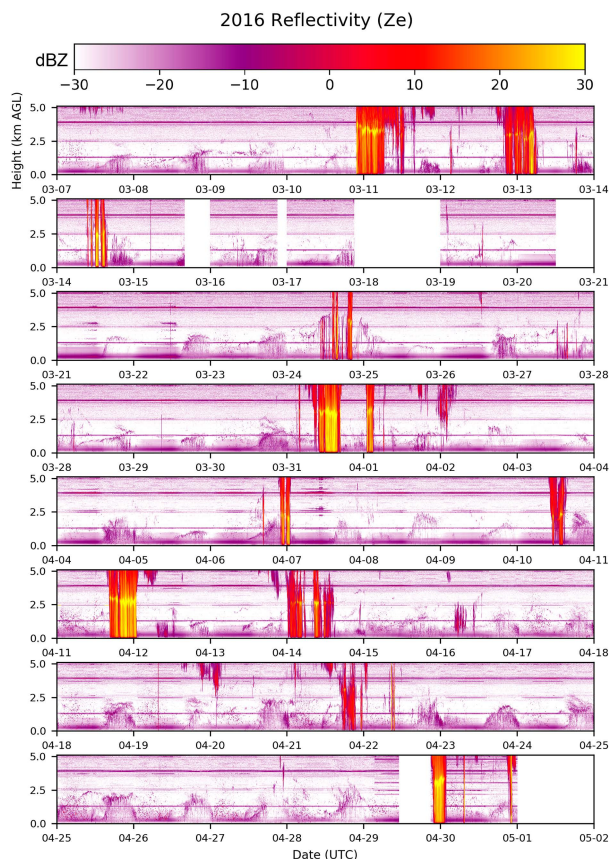 2016 Reflectivity (Ze)
dBZ
−30 −20 −10 0 10 20 30
Height (km AGL)
5.0
2.5
0.0
03-07 03-08 03-09 03-10 03-11 03-12 03-13 03-14
5.0
2.5
0.0
03-14 03-15 03-16 03-17 03-18 03-19 03-20 03-21
5.0
2.5
0.0
03-21 03-22 03-23 03-24 03-25 03-26 03-27 03-28
5.0
2.5
0.0
03-28 03-29 03-30 03-31 04-01 04-02 04-03 04-04
5.0
2.5
0.0
04-04 04-05 04-06 04-07 04-08 04-09 04-10 04-11
5.0
2.5
0.0
04-11 04-12 04-13 04-14 04-15 04-16 04-17 04-18
5.0
2.5
0.0
04-18 04-19 04-20 04-21 04-22 04-23 04-24 04-25
5.0
2.5
0.0
04-25 04-26 04-27 04-28 04-29 04-30 05-01 05-02
Date (UTC)